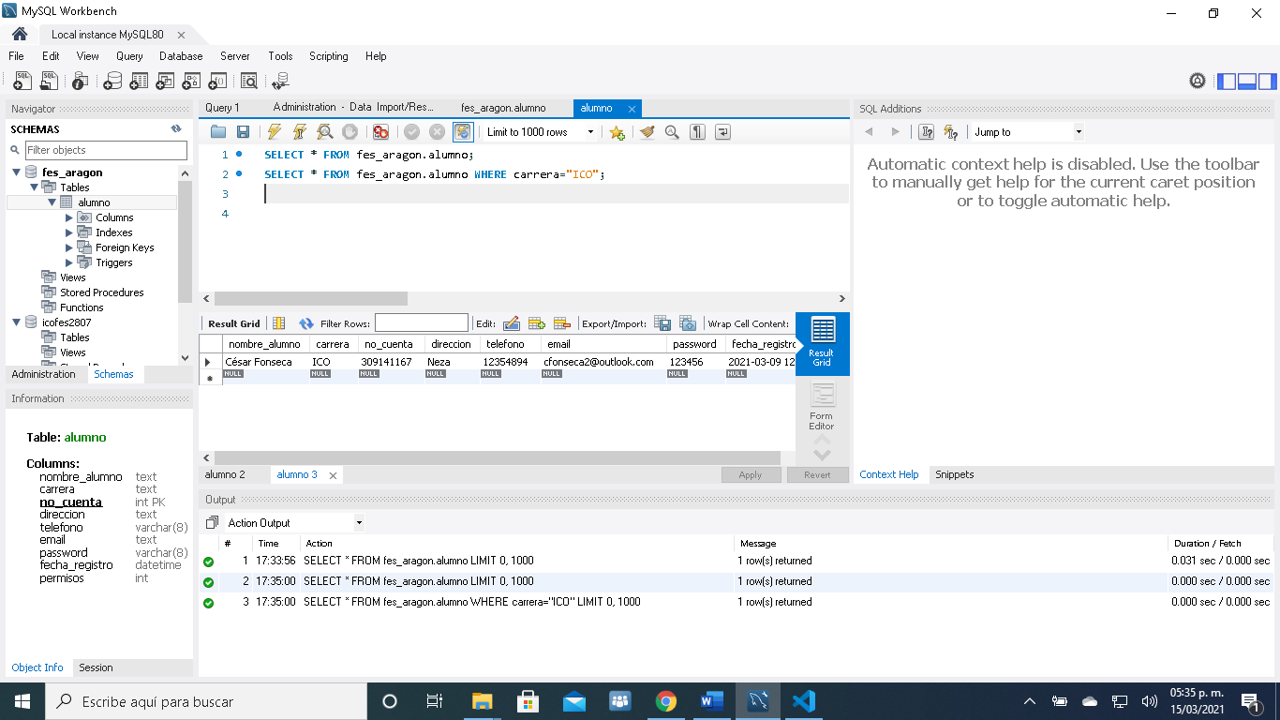 MySQL Workbench
Local instance MySQL80
File Edit View Query Database Server Tools Scripting Help
Navigator
SCHEMAS
Filter objects
fes_aragon
Tables
alumno
Columns
Indexes
Foreign Keys
Triggers
Views
Stored Procedures
Functions
icofes2807
Tables
Views
Administration Schemas
Information
Table: alumno
Columns:
nombre_alumno text
carrera text
no_cuenta int PK
direccion text
telefono varchar(8)
email text
password varchar(8)
fecha_registro datetime
permisos int
Object Info Session
Query 1 Administration - Data Import/Res... fes_aragon.alumno alumno
Limit to 1000 rows
1 SELECT * FROM fes_aragon.alumno;
2 SELECT * FROM fes_aragon.alumno WHERE carrera="ICO";
3
4
Result Grid Filter Rows: Edit: Export/Import: Wrap Cell Content:
nombre_alumno carrera no_cuenta direccion telefono email password fecha_registro
César Fonseca ICO 309141167 Neza 12354894 cfonseca2@outlook.com 123456 2021-03-09 12
NULL NULL NULL NULL NULL NULL NULL NULL
Result Grid
Form Editor
alumno 2 alumno 3 Apply Revert
SQL Additions
Jump to
Automatic context help is disabled. Use the toolbar
to manually get help for the current caret position
or to toggle automatic help.
Context Help Snippets
Output
Action Output
# Time Action Message Duration / Fetch
1 17:33:56 SELECT * FROM fes_aragon.alumno LIMIT 0, 1000 1 row(s) returned 0.031 sec / 0.000 sec
2 17:35:00 SELECT * FROM fes_aragon.alumno LIMIT 0, 1000 1 row(s) returned 0.000 sec / 0.000 sec
3 17:35:00 SELECT * FROM fes_aragon.alumno WHERE carrera="ICO" LIMIT 0, 1000 1 row(s) returned 0.000 sec / 0.000 sec
Escribe aquí para buscar
05:35 p. m.
15/03/2021
1